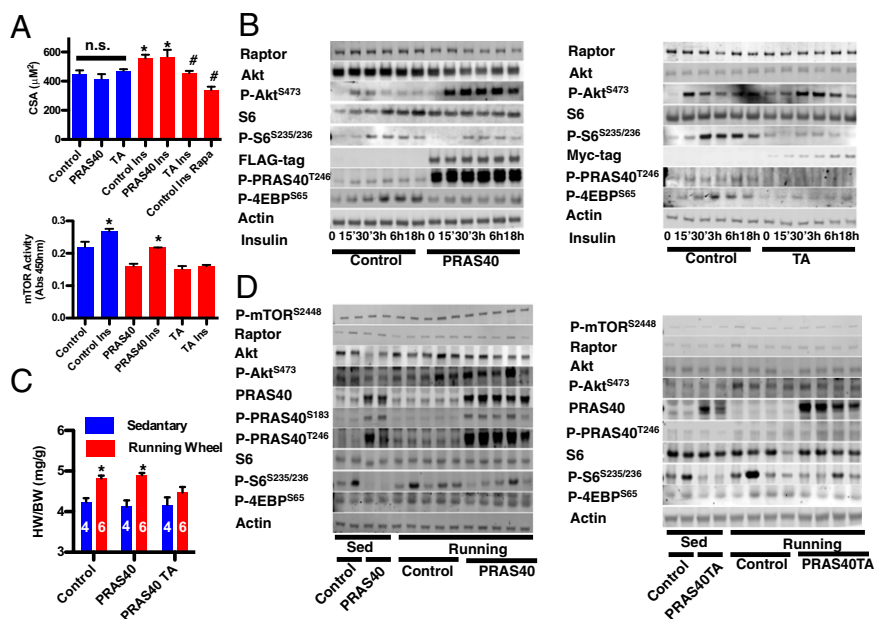 A
n.s.
* * # #
CSA (µM²)
600
400
200
0
Control
PRAS40
TA
Control Ins
PRAS40 Ins
TA Ins
Control Ins Rapa
mTOR Activity
(Abs 450nm)
0.3
0.2
0.1
0.0
* *
Control
Control Ins
PRAS40
PRAS40 Ins
TA
TA Ins
B
Raptor
Akt
P-Akt^S473
S6
P-S6^S235/236
FLAG-tag
P-PRAS40^T246
P-4EBP^S65
Actin
Insulin
0 15'30'3h 6h18h 0 15'30'3h 6h18h
Control PRAS40
Raptor
Akt
P-Akt^S473
S6
P-S6^S235/236
Myc-tag
P-PRAS40^T246
P-4EBP^S65
Actin
Insulin
0 15'30'3h 6h18h 0 15'30'3h 6h18h
Control TA
C
Sedantary
Running Wheel
HW/BW (mg/g)
6
5
4
3
* *
4 6 4 6 4 6
Control
PRAS40
PRAS40 TA
D
P-mTOR^S2448
Raptor
Akt
P-Akt^S473
PRAS40
P-PRAS40^S183
P-PRAS40^T246
S6
P-S6^S235/236
P-4EBP^S65
Actin
Sed Running
Control PRAS40 Control PRAS40
P-mTOR^S2448
Raptor
Akt
P-Akt^S473
PRAS40
P-PRAS40^T246
S6
P-S6^S235/236
P-4EBP^S65
Actin
Sed Running
Control PRAS40TA Control PRAS40TA